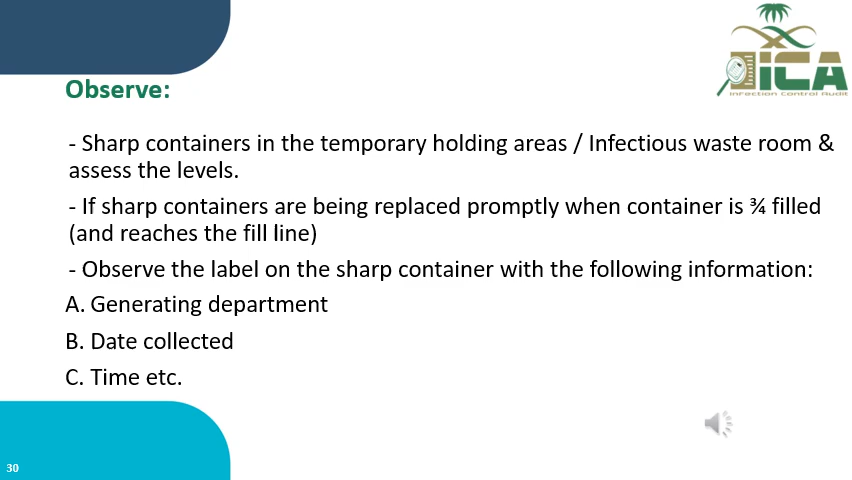 ICA
Infection Control Audit
Observe:
- Sharp containers in the temporary holding areas / Infectious waste room &
assess the levels.
- If sharp containers are being replaced promptly when container is ¾ filled
(and reaches the fill line)
- Observe the label on the sharp container with the following information:
A. Generating department
B. Date collected
C. Time etc.
30